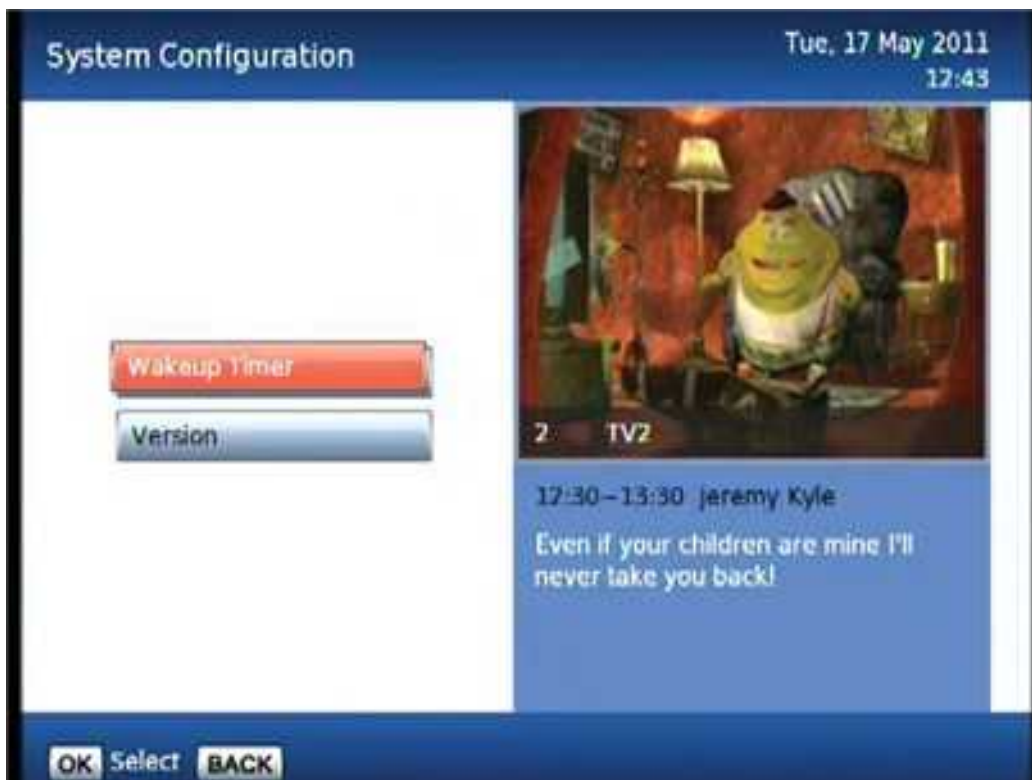 System Configuration
Tue, 17 May 2011
12:43
Wakeup Timer
Version
2 TV2
12:30-13:30 Jeremy Kyle
Even if your children are mine I'll
never take you back!
OK Select BACK